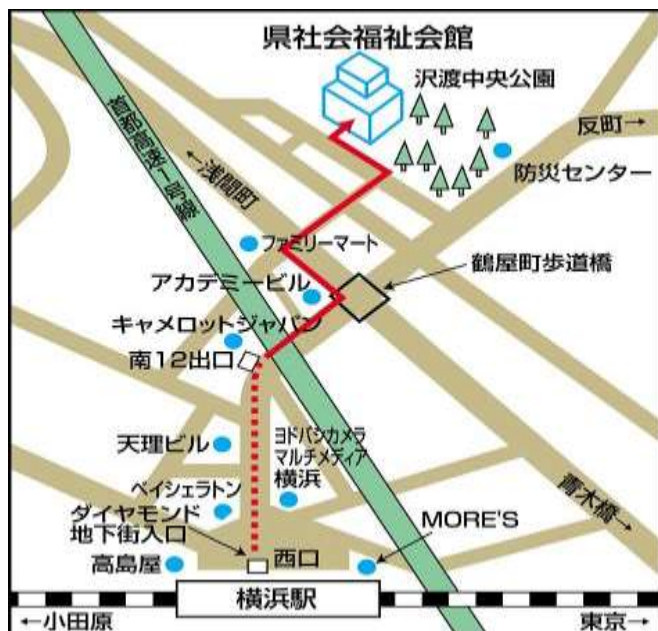 県社会福祉会館
沢渡中央公園
反町→
首都高速1号線
←浅間町
防災センター
ファミリーマート
鶴屋町歩道橋
アカデミービル
キャメロットジャパン
南12出口
天理ビル
ヨドバシカメラ
マルチメディア
横浜
ベイシェラトン
ダイヤモンド
地下街入口
青木橋→
MORE'S
高島屋
西口
横浜駅
←小田原
東京→